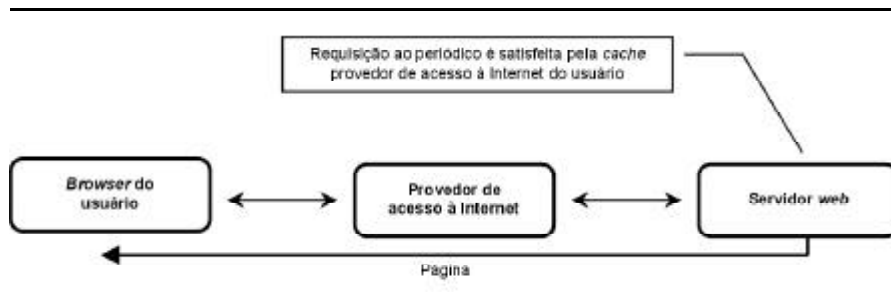 Requisição ao periódico é satisfeita pela cache
provedor de acesso à Internet do usuário
Browser do
usuário
Provedor de
acesso à Internet
Servidor web
Página